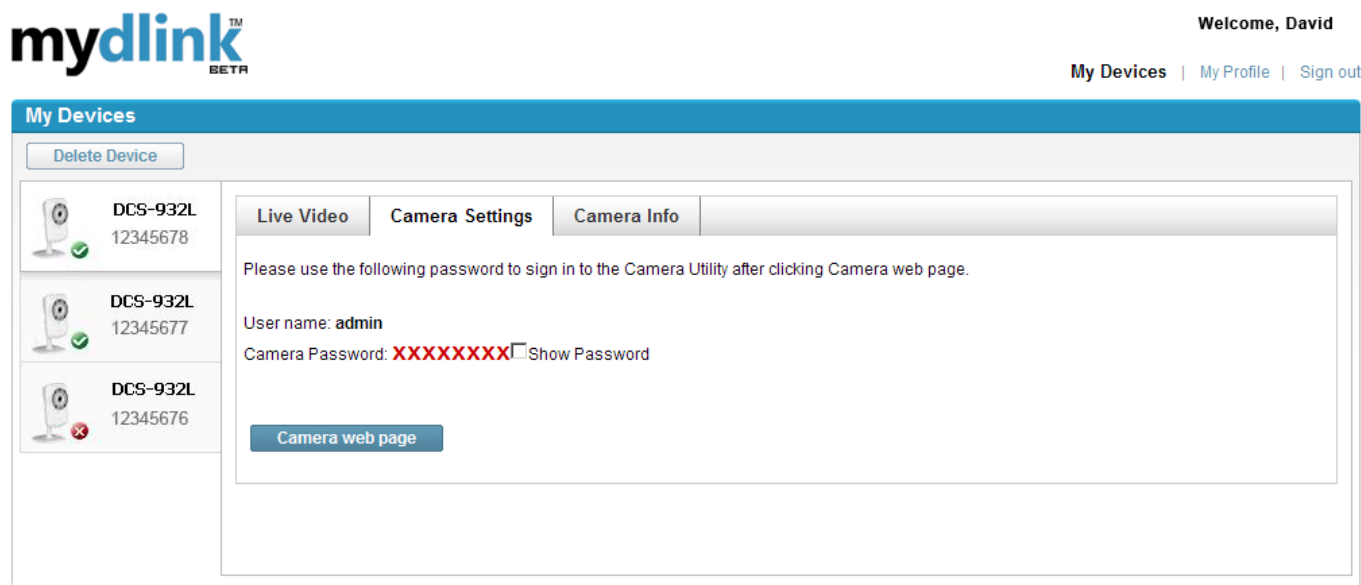 mydlink™
BETA
Welcome, David
My Devices | My Profile | Sign out
My Devices
Delete Device
DCS-932L
12345678
DCS-932L
12345677
DCS-932L
12345676
Live Video
Camera Settings
Camera Info
Please use the following password to sign in to the Camera Utility after clicking Camera web page.
User name: admin
Camera Password: XXXXXXXX Show Password
Camera web page